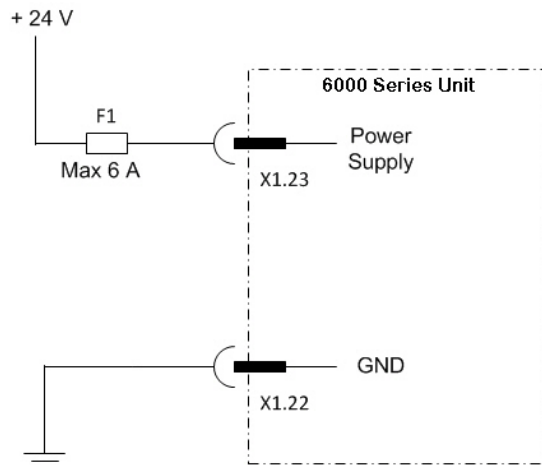 + 24 V
6000 Series Unit
F1
Max 6 A
X1.23
Power
Supply
GND
X1.22